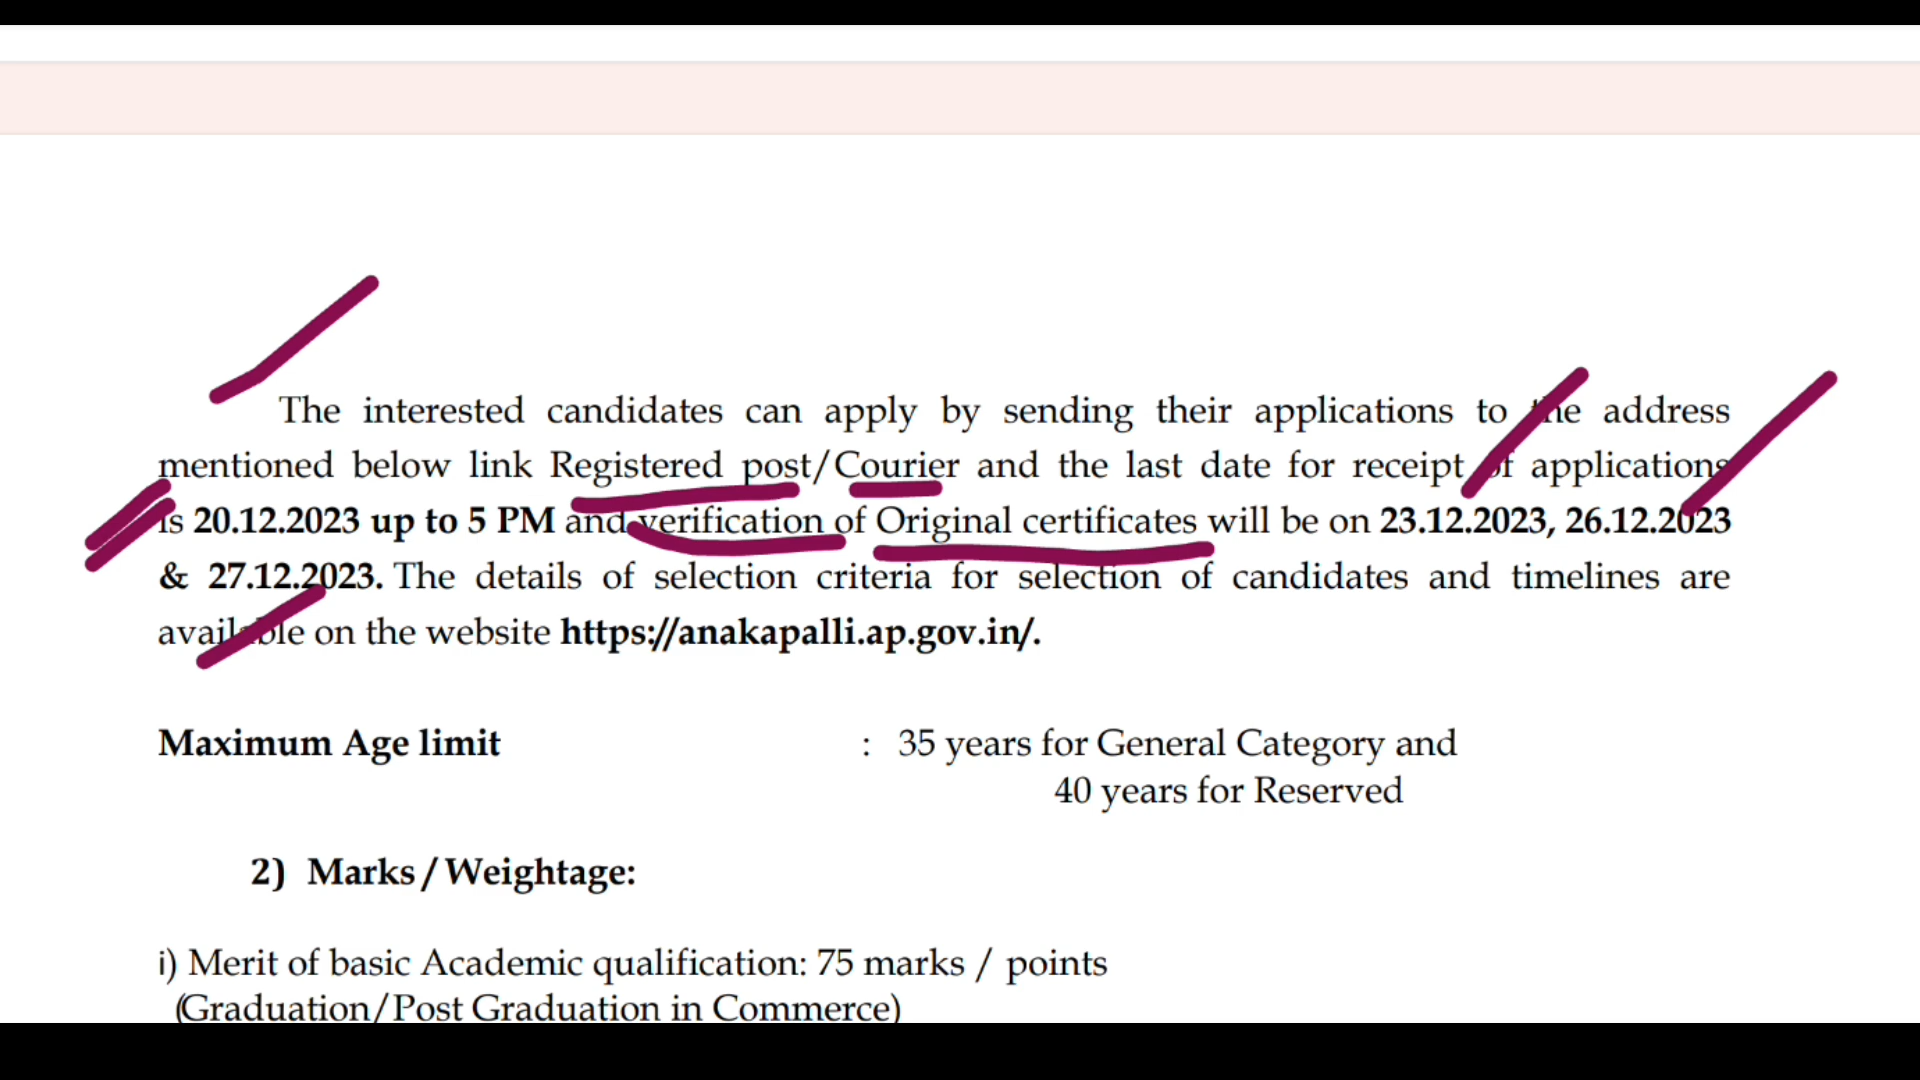 The interested candidates can apply by sending their applications to the address
mentioned below link Registered post/Courier and the last date for receipt of applications
is 20.12.2023 up to 5 PM and verification of Original certificates will be on 23.12.2023, 26.12.2023
& 27.12.2023. The details of selection criteria for selection of candidates and timelines are
available on the website https://anakapalli.ap.gov.in/.
Maximum Age limit : 35 years for General Category and
40 years for Reserved
2) Marks / Weightage:
i) Merit of basic Academic qualification: 75 marks / points
(Graduation/Post Graduation in Commerce)